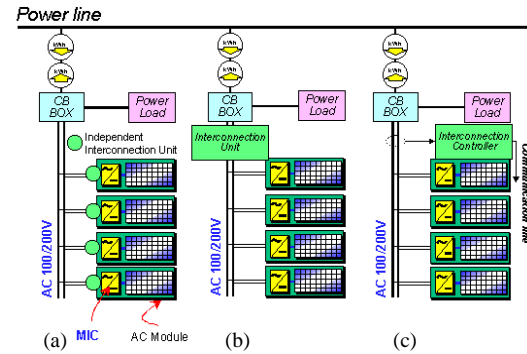 Power line
kWh
kWh
kWh
kWh
kWh
kWh
CB
BOX
Power
Load
CB
BOX
Power
Load
CB
BOX
Power
Load
Independent
Interconnection Unit
Interconnection
Unit
Interconnection
Controller
Communication line
AC 100/200V
AC 100/200V
AC 100/200V
(a)
MIC
AC Module
(b)
(c)